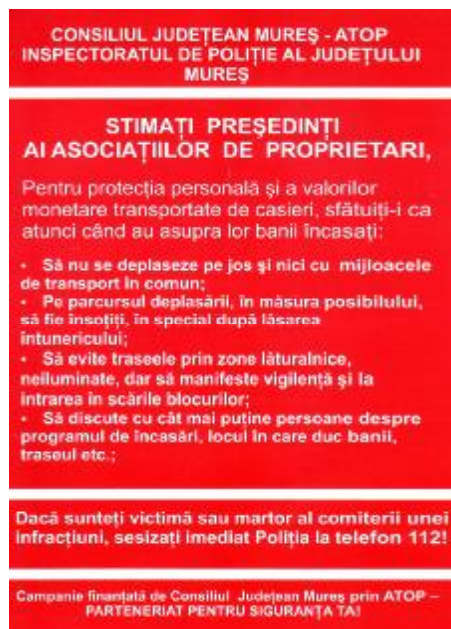 CONSILIUL JUDEȚEAN MUREȘ - ATOP
INSPECTORATUL DE POLIȚIE AL JUDEȚULUI
MUREȘ
STIMAȚI PREȘEDINȚI
AI ASOCIAȚIILOR DE PROPRIETARI,
Pentru protecția personală și a valorilor
monetare transportate de casieri, sfătuiți-i ca
atunci când au asupra lor banii încasați:
• Să nu se deplaseze pe jos și nici cu mijloacele
de transport în comun;
• Pe parcursul deplasării, în măsura posibilului,
să fie însoțiți, în special după lăsarea
întunericului;
• Să evite traseele prin zone lăturalnice,
neiluminate, dar să manifeste vigilență și la
intrarea în scările blocurilor;
• Să discute cu cât mai puține persoane despre
programul de încasări, locul în care duc banii,
traseul etc.;
Dacă sunteți victimă sau martor al comiterii unei
infracțiuni, sesizați imediat Poliția la telefon 112!
Campanie finanțată de Consiliul Județean Mureș prin ATOP –
PARTENERIAT PENTRU SIGURANȚA TA!